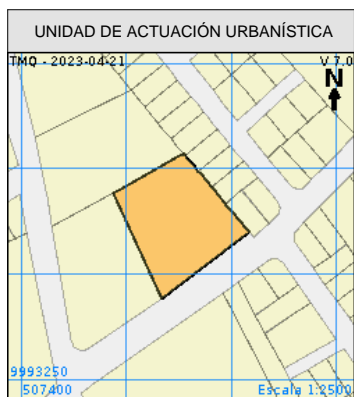 UNIDAD DE ACTUACIÓN URBANÍSTICA
TMQ - 2023-04-21 V 7.0
N
9993250
507400 Escala 1:2500